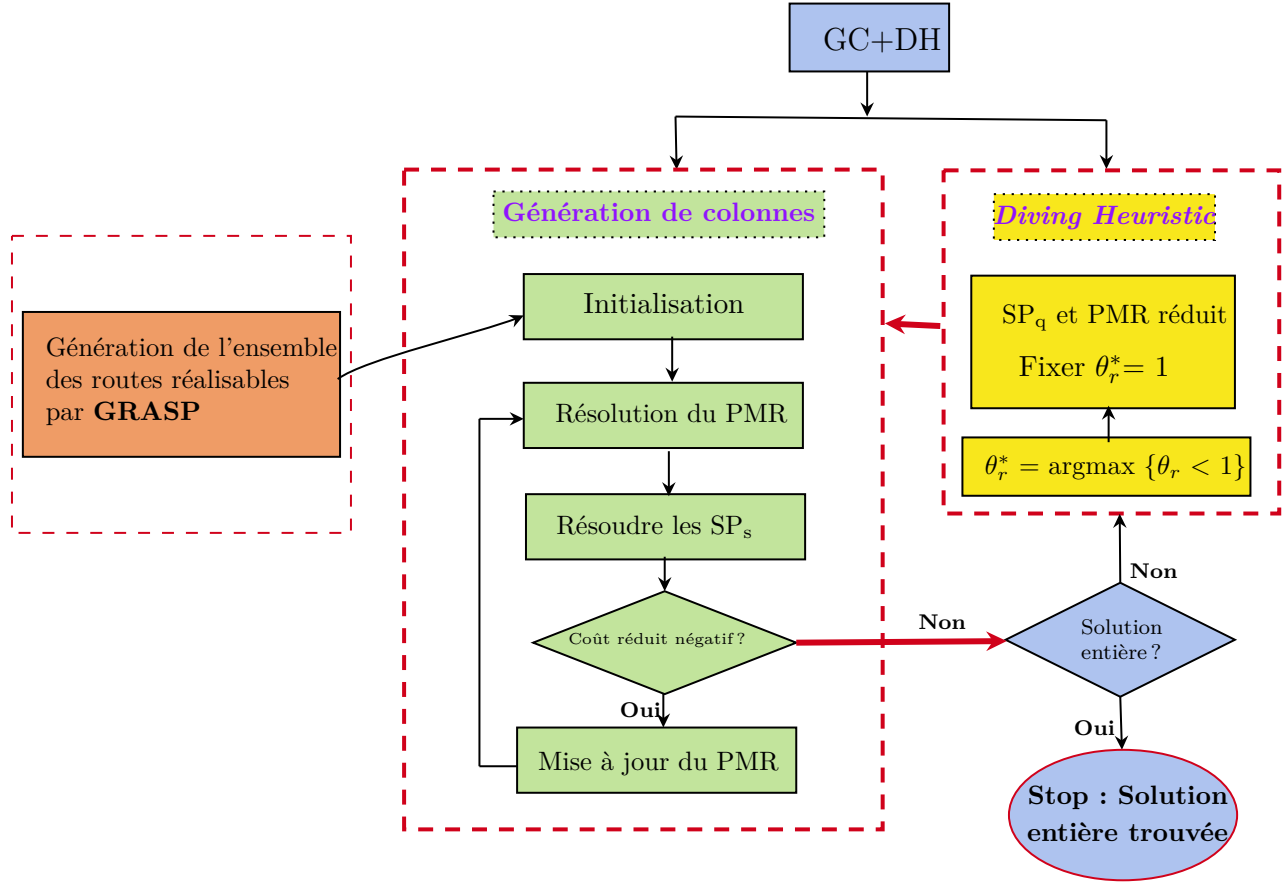 GC+DH
Génération de colonnes
Diving Heuristic
Initialisation
SP_q et PMR réduit
Fixer θ_r^* = 1
Génération de l'ensemble
des routes réalisables
par GRASP
Résolution du PMR
θ_r^* = argmax {θ_r < 1}
Résoudre les SP_s
Non
Coût réduit négatif ?
Non
Solution
entière ?
Oui
Oui
Mise à jour du PMR
Stop : Solution
entière trouvée